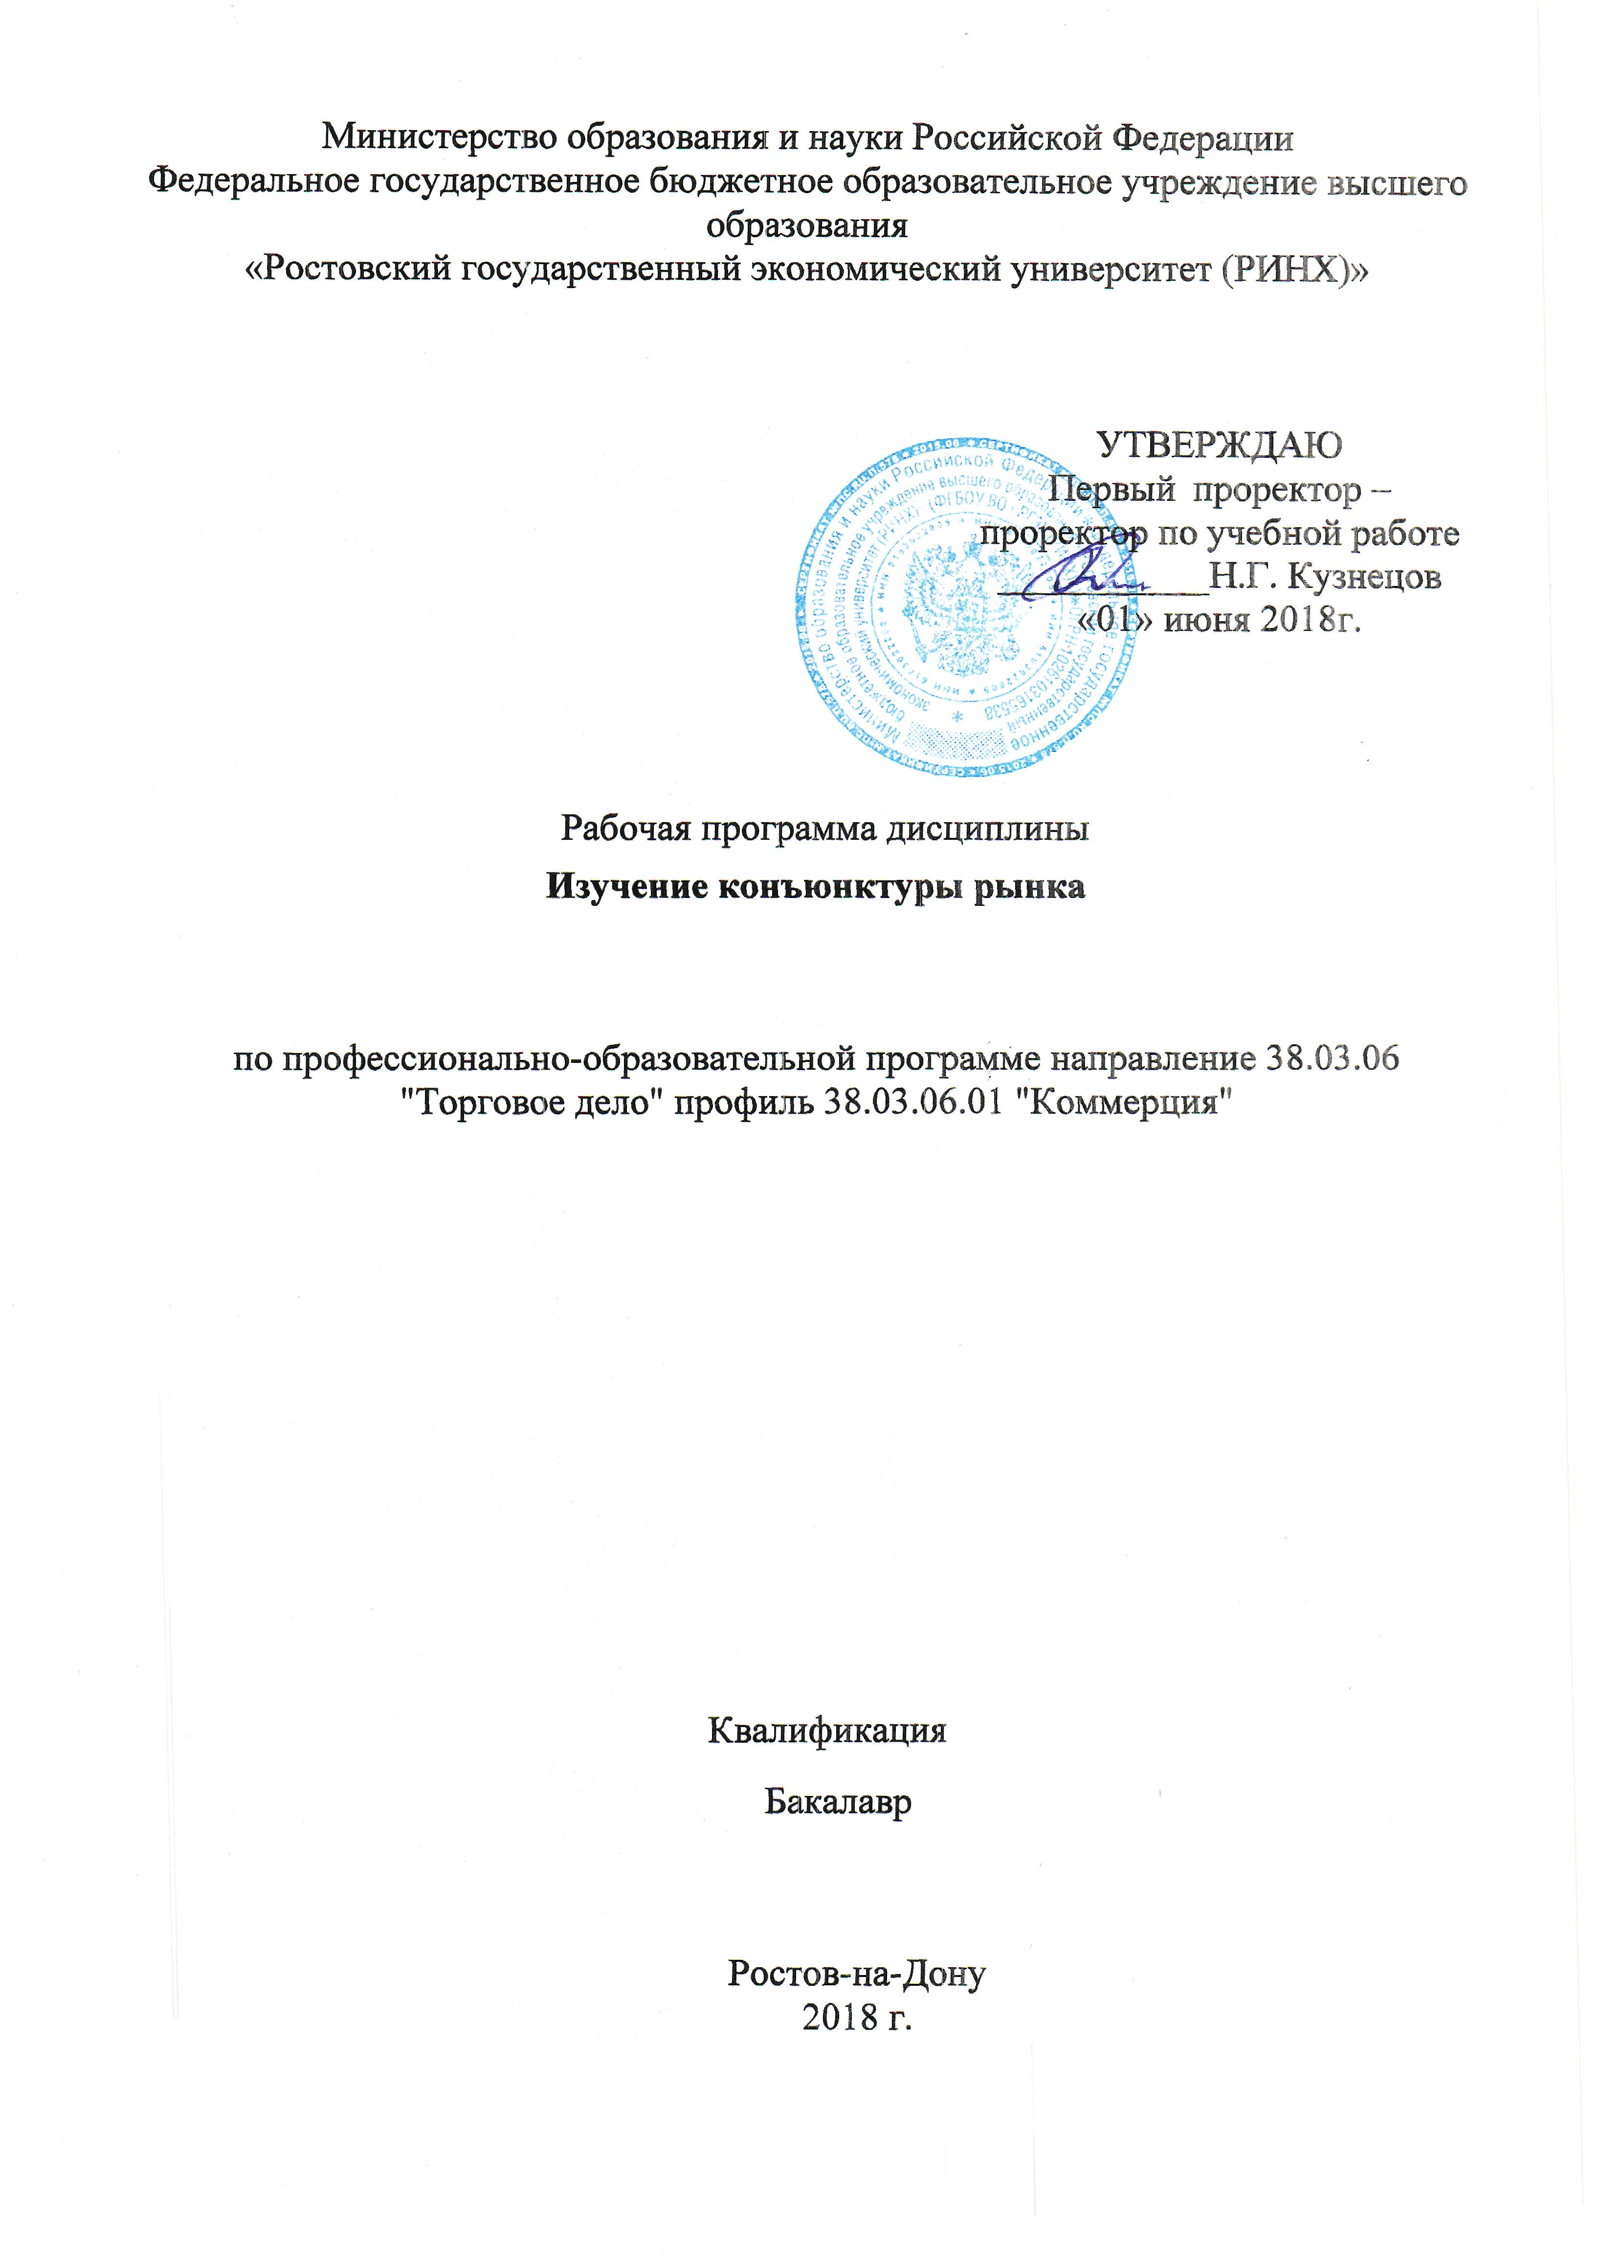 Министерство образования и науки Российской Федерации
Федеральное государственное бюджетное образовательное учреждение высшего
образования
«Ростовский государственный экономический университет (РИНХ)»
УТВЕРЖДАЮ
Первый проректор –
проректор по учебной работе
___________Н.Г. Кузнецов
«01» июня 2018г.
Рабочая программа дисциплины
Изучение конъюнктуры рынка
по профессионально-образовательной программе направление 38.03.06
"Торговое дело" профиль 38.03.06.01 "Коммерция"
Квалификация
Бакалавр
Ростов-на-Дону
2018 г.